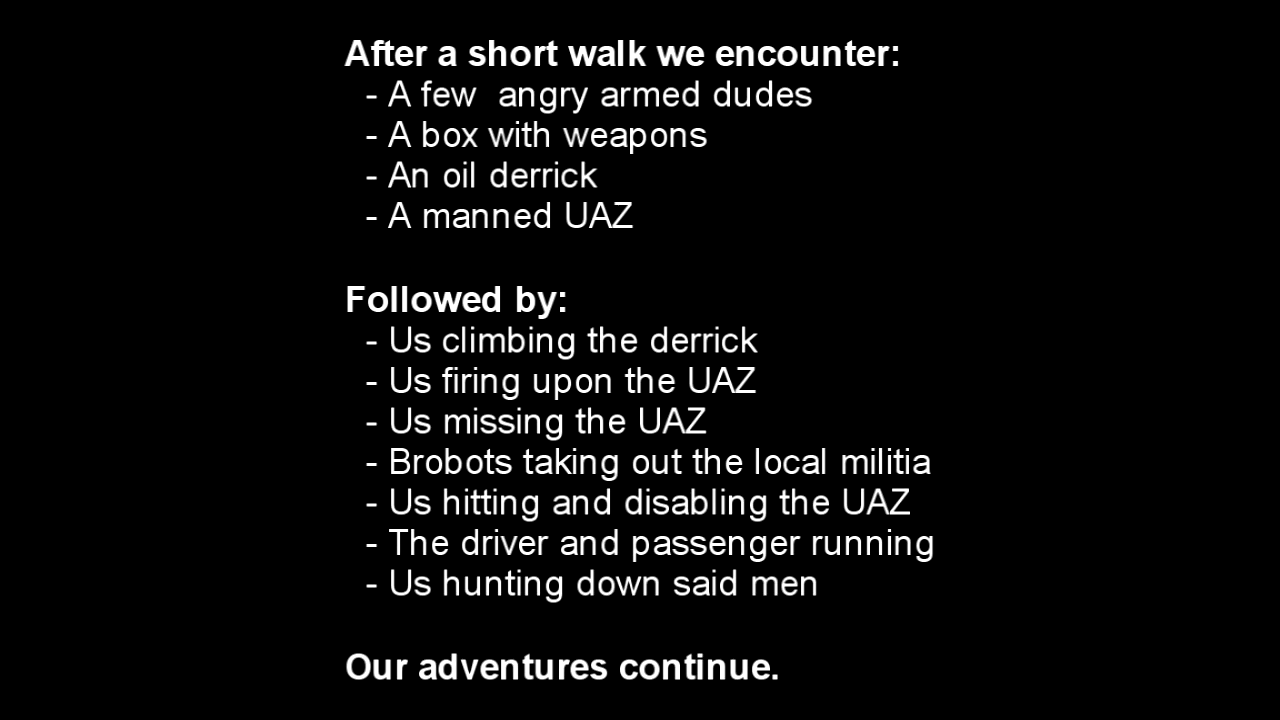 After a short walk we encounter:
- A few  angry armed dudes
- A box with weapons
- An oil derrick
- A manned UAZ
Followed by:
- Us climbing the derrick
- Us firing upon the UAZ
- Us missing the UAZ
- Brobots taking out the local militia
- Us hitting and disabling the UAZ
- The driver and passenger running
- Us hunting down said men
Our adventures continue.